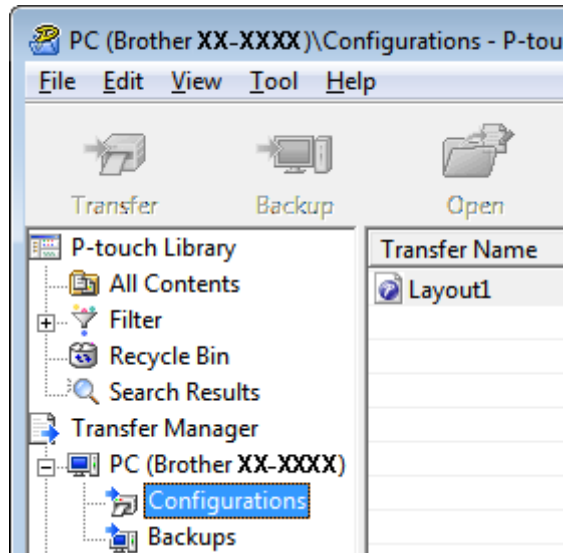 PC (Brother XX-XXXX)\Configurations - P-tou
File Edit View Tool Help
Transfer Backup Open
P-touch Library
All Contents
Filter
Recycle Bin
Search Results
Transfer Manager
PC (Brother XX-XXXX)
Configurations
Backups
Transfer Name
Layout1